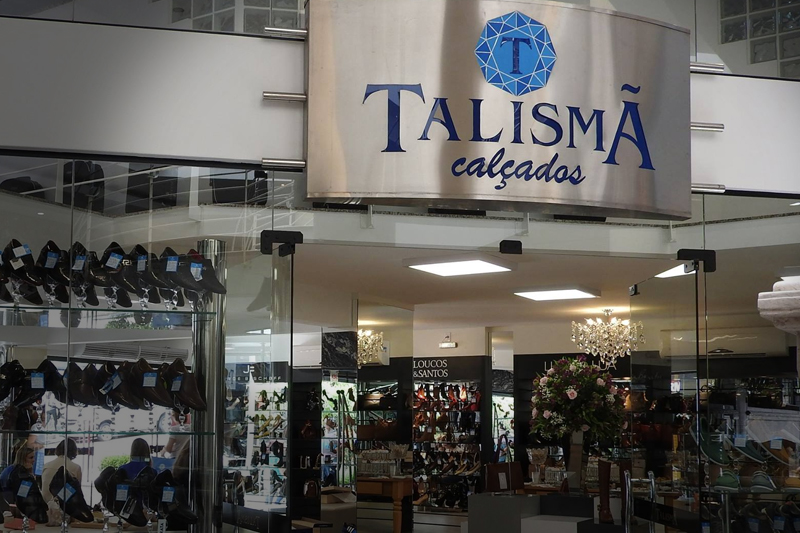 T
TALISMÃ
calçados
LOUCOS
&SANTOS